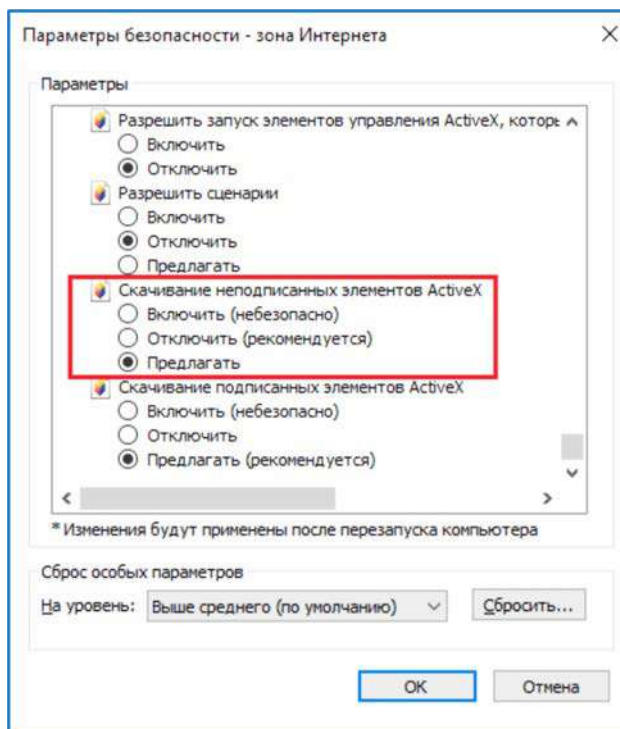 Параметры безопасности - зона Интернета
Параметры
Разрешить запуск элементов управления ActiveX, которы
Включить
Отключить
Разрешить сценарии
Включить
Отключить
Предлагать
Скачивание неподписанных элементов ActiveX
Включить (небезопасно)
Отключить (рекомендуется)
Предлагать
Скачивание подписанных элементов ActiveX
Включить (небезопасно)
Отключить
Предлагать (рекомендуется)
* Изменения будут применены после перезапуска компьютера
Сброс особых параметров
На уровень: Выше среднего (по умолчанию) Сбросить...
ОК Отмена